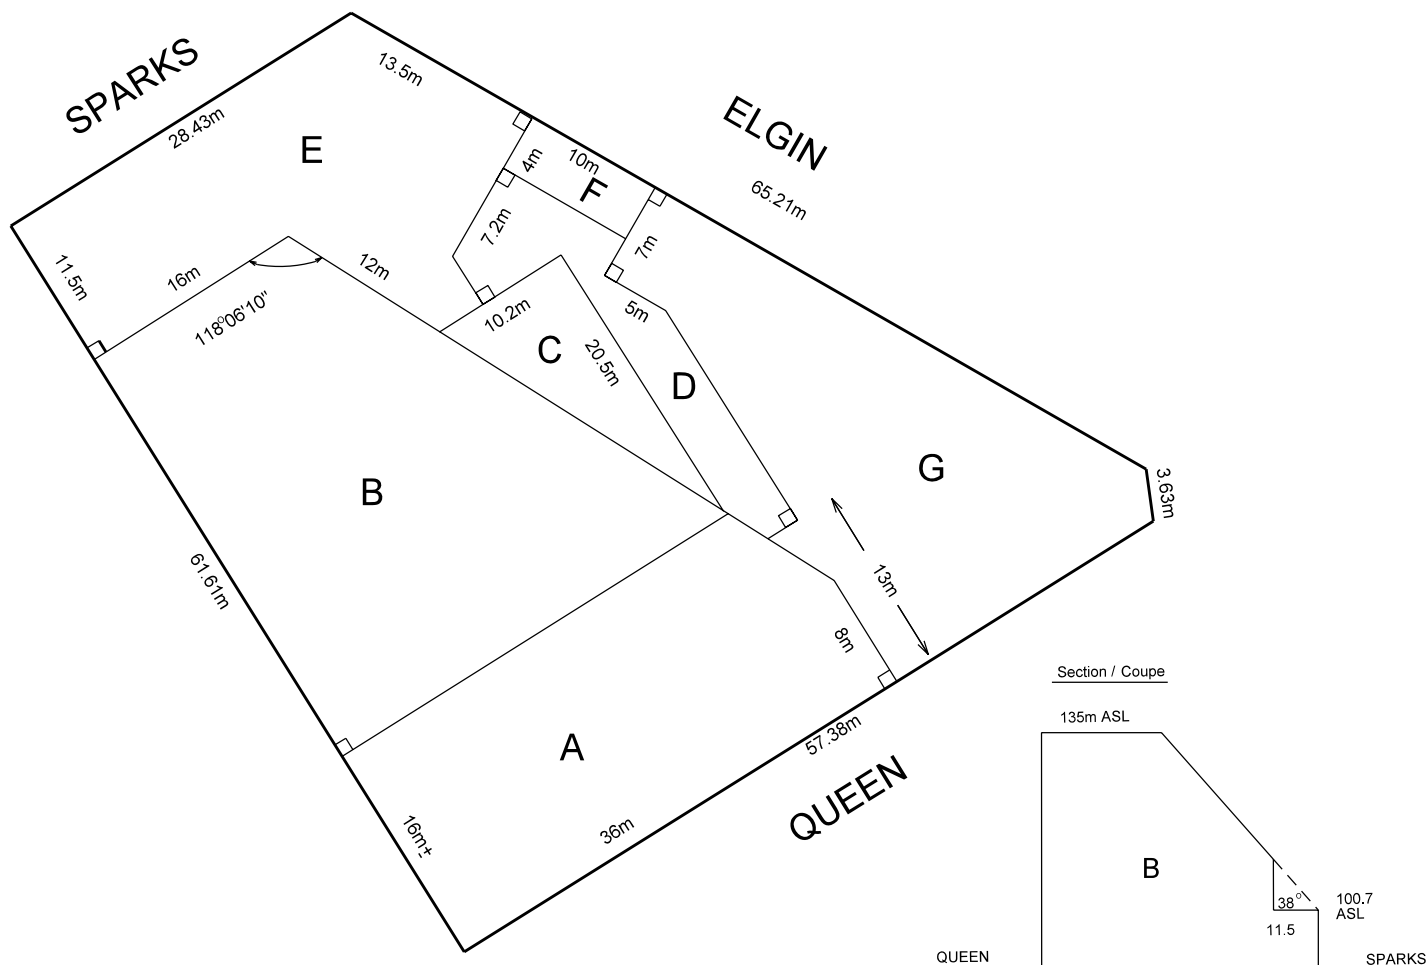 SPARKS
28.43m
13.5m
ELGIN
65.21m
E
4m
10m
F
7.2m
7m
11.5m
16m
12m
118°06'10"
10.2m
5m
C
20.5m
D
B
G
3.63m
61.61m
13m
8m
A
57.38m
QUEEN
16m±
36m
Section / Coupe
135m ASL
B
38°
100.7
ASL
11.5
QUEEN
SPARKS